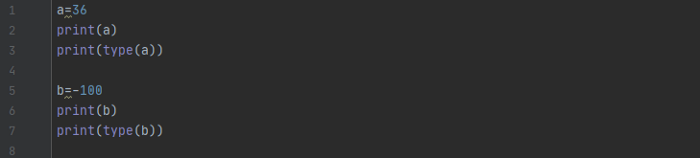 1 a=36
2 print(a)
3 print(type(a))
4
5 b=-100
6 print(b)
7 print(type(b))
8